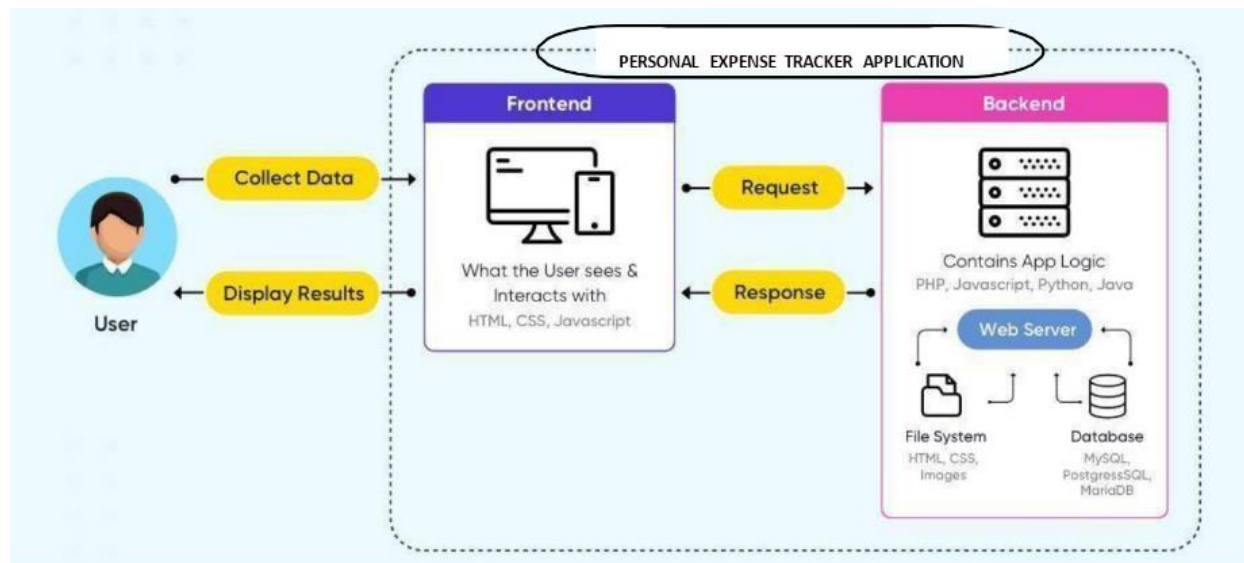 PERSONAL EXPENSE TRACKER APPLICATION
Frontend
Backend
Collect Data
Request
What the User sees &
Interacts with
HTML, CSS, Javascript
Contains App Logic
PHP, Javascript, Python, Java
Display Results
Response
User
Web Server
File System
HTML, CSS,
Images
Database
MySQL,
PostgressSQL,
MariaDB